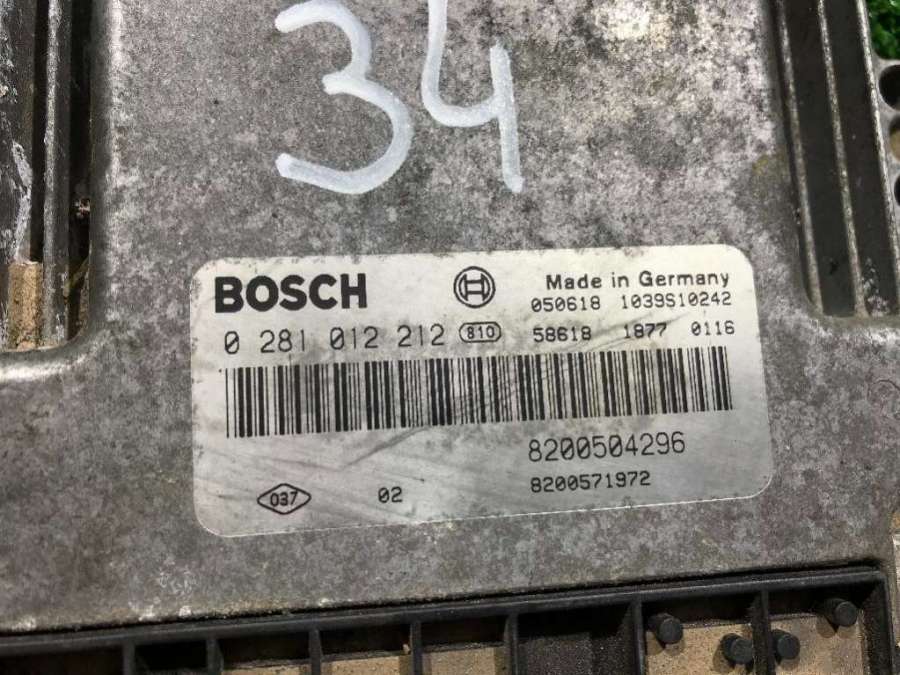 34
BOSCH
Made in Germany
050618 1039S10242
0 281 012 212 810 58618 1877 0116
8200504296
037 02 8200571972